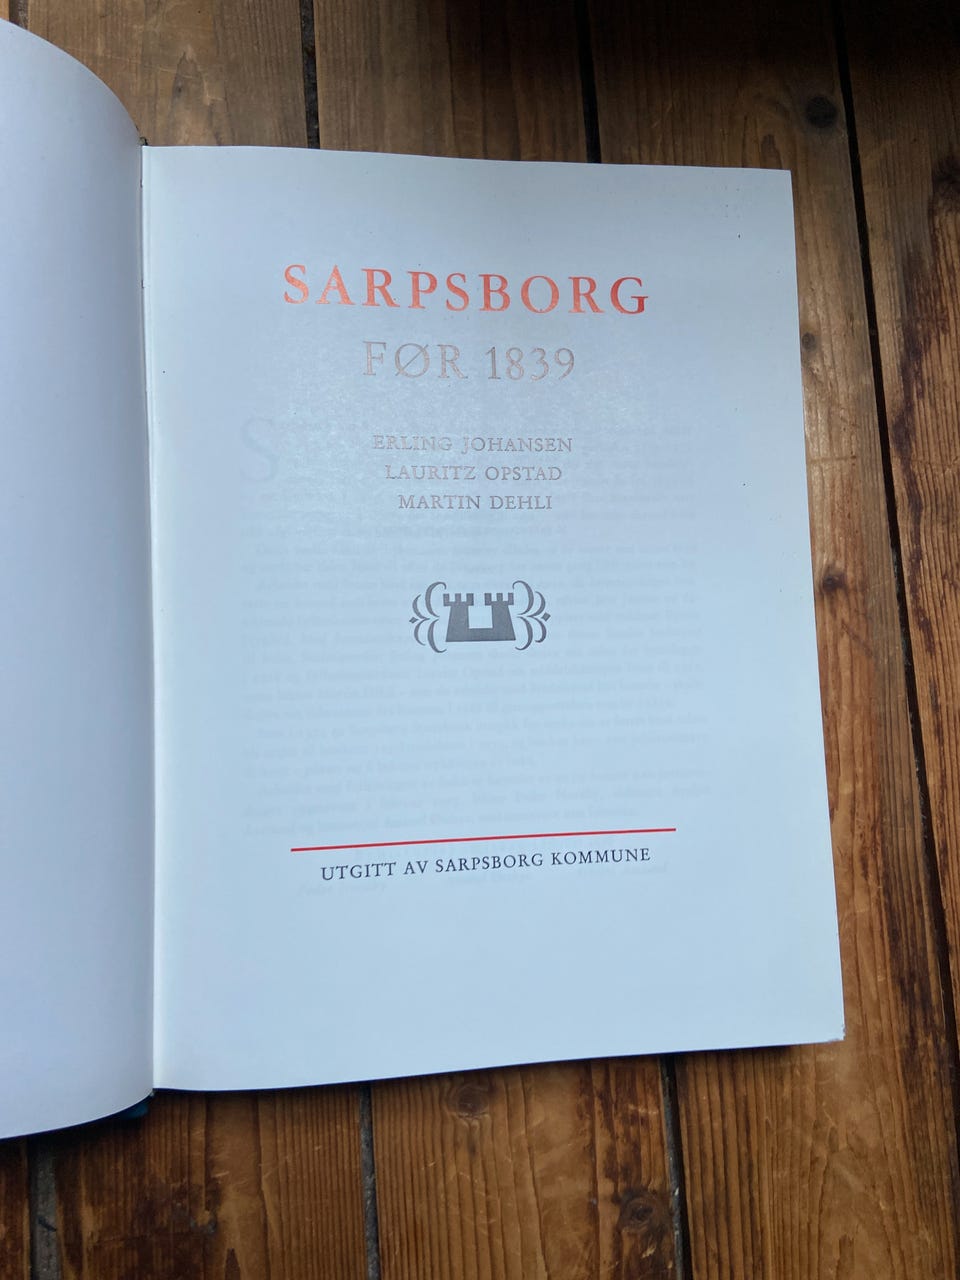 SARPSBORG
FØR 1839
ERLING JOHANSEN
LAURITZ OPSTAD
MARTIN DEHLI
UTGITT AV SARPSBORG KOMMUNE